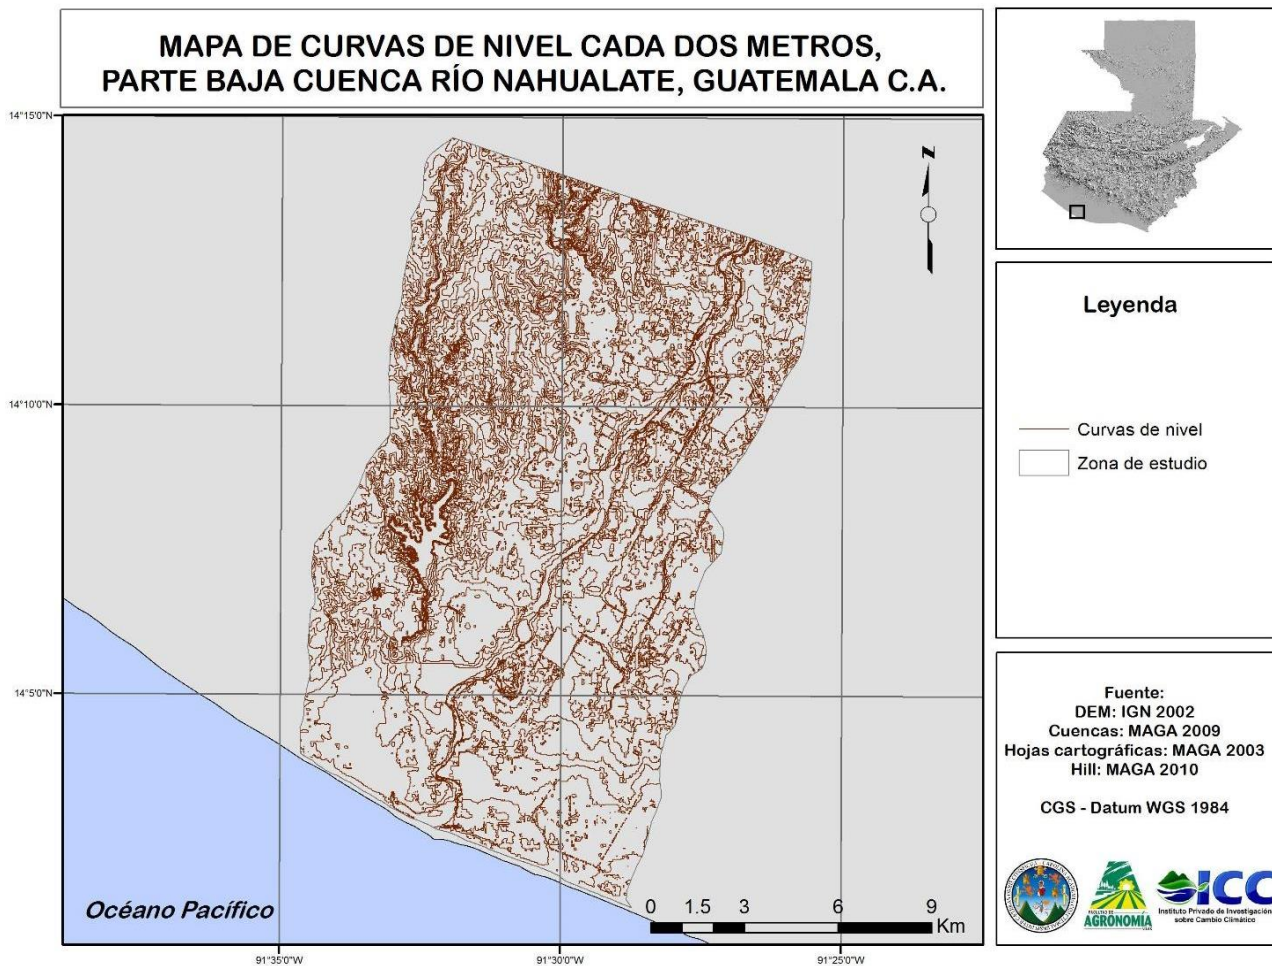 MAPA DE CURVAS DE NIVEL CADA DOS METROS,
PARTE BAJA CUENCA RÍO NAHUALATE, GUATEMALA C.A.
14°15'0"N
14°10'0"N
14°5'0"N
91°35'0"W
91°30'0"W
91°25'0"W
N
Océano Pacífico
0 1.5 3 6 9
Km
Leyenda
Curvas de nivel
Zona de estudio
Fuente:
DEM: IGN 2002
Cuencas: MAGA 2009
Hojas cartográficas: MAGA 2003
Hill: MAGA 2010
CGS - Datum WGS 1984
FACULTAD DE
AGRONOMÍA
ICC
Instituto Privado de Investigación
sobre Cambio Climático